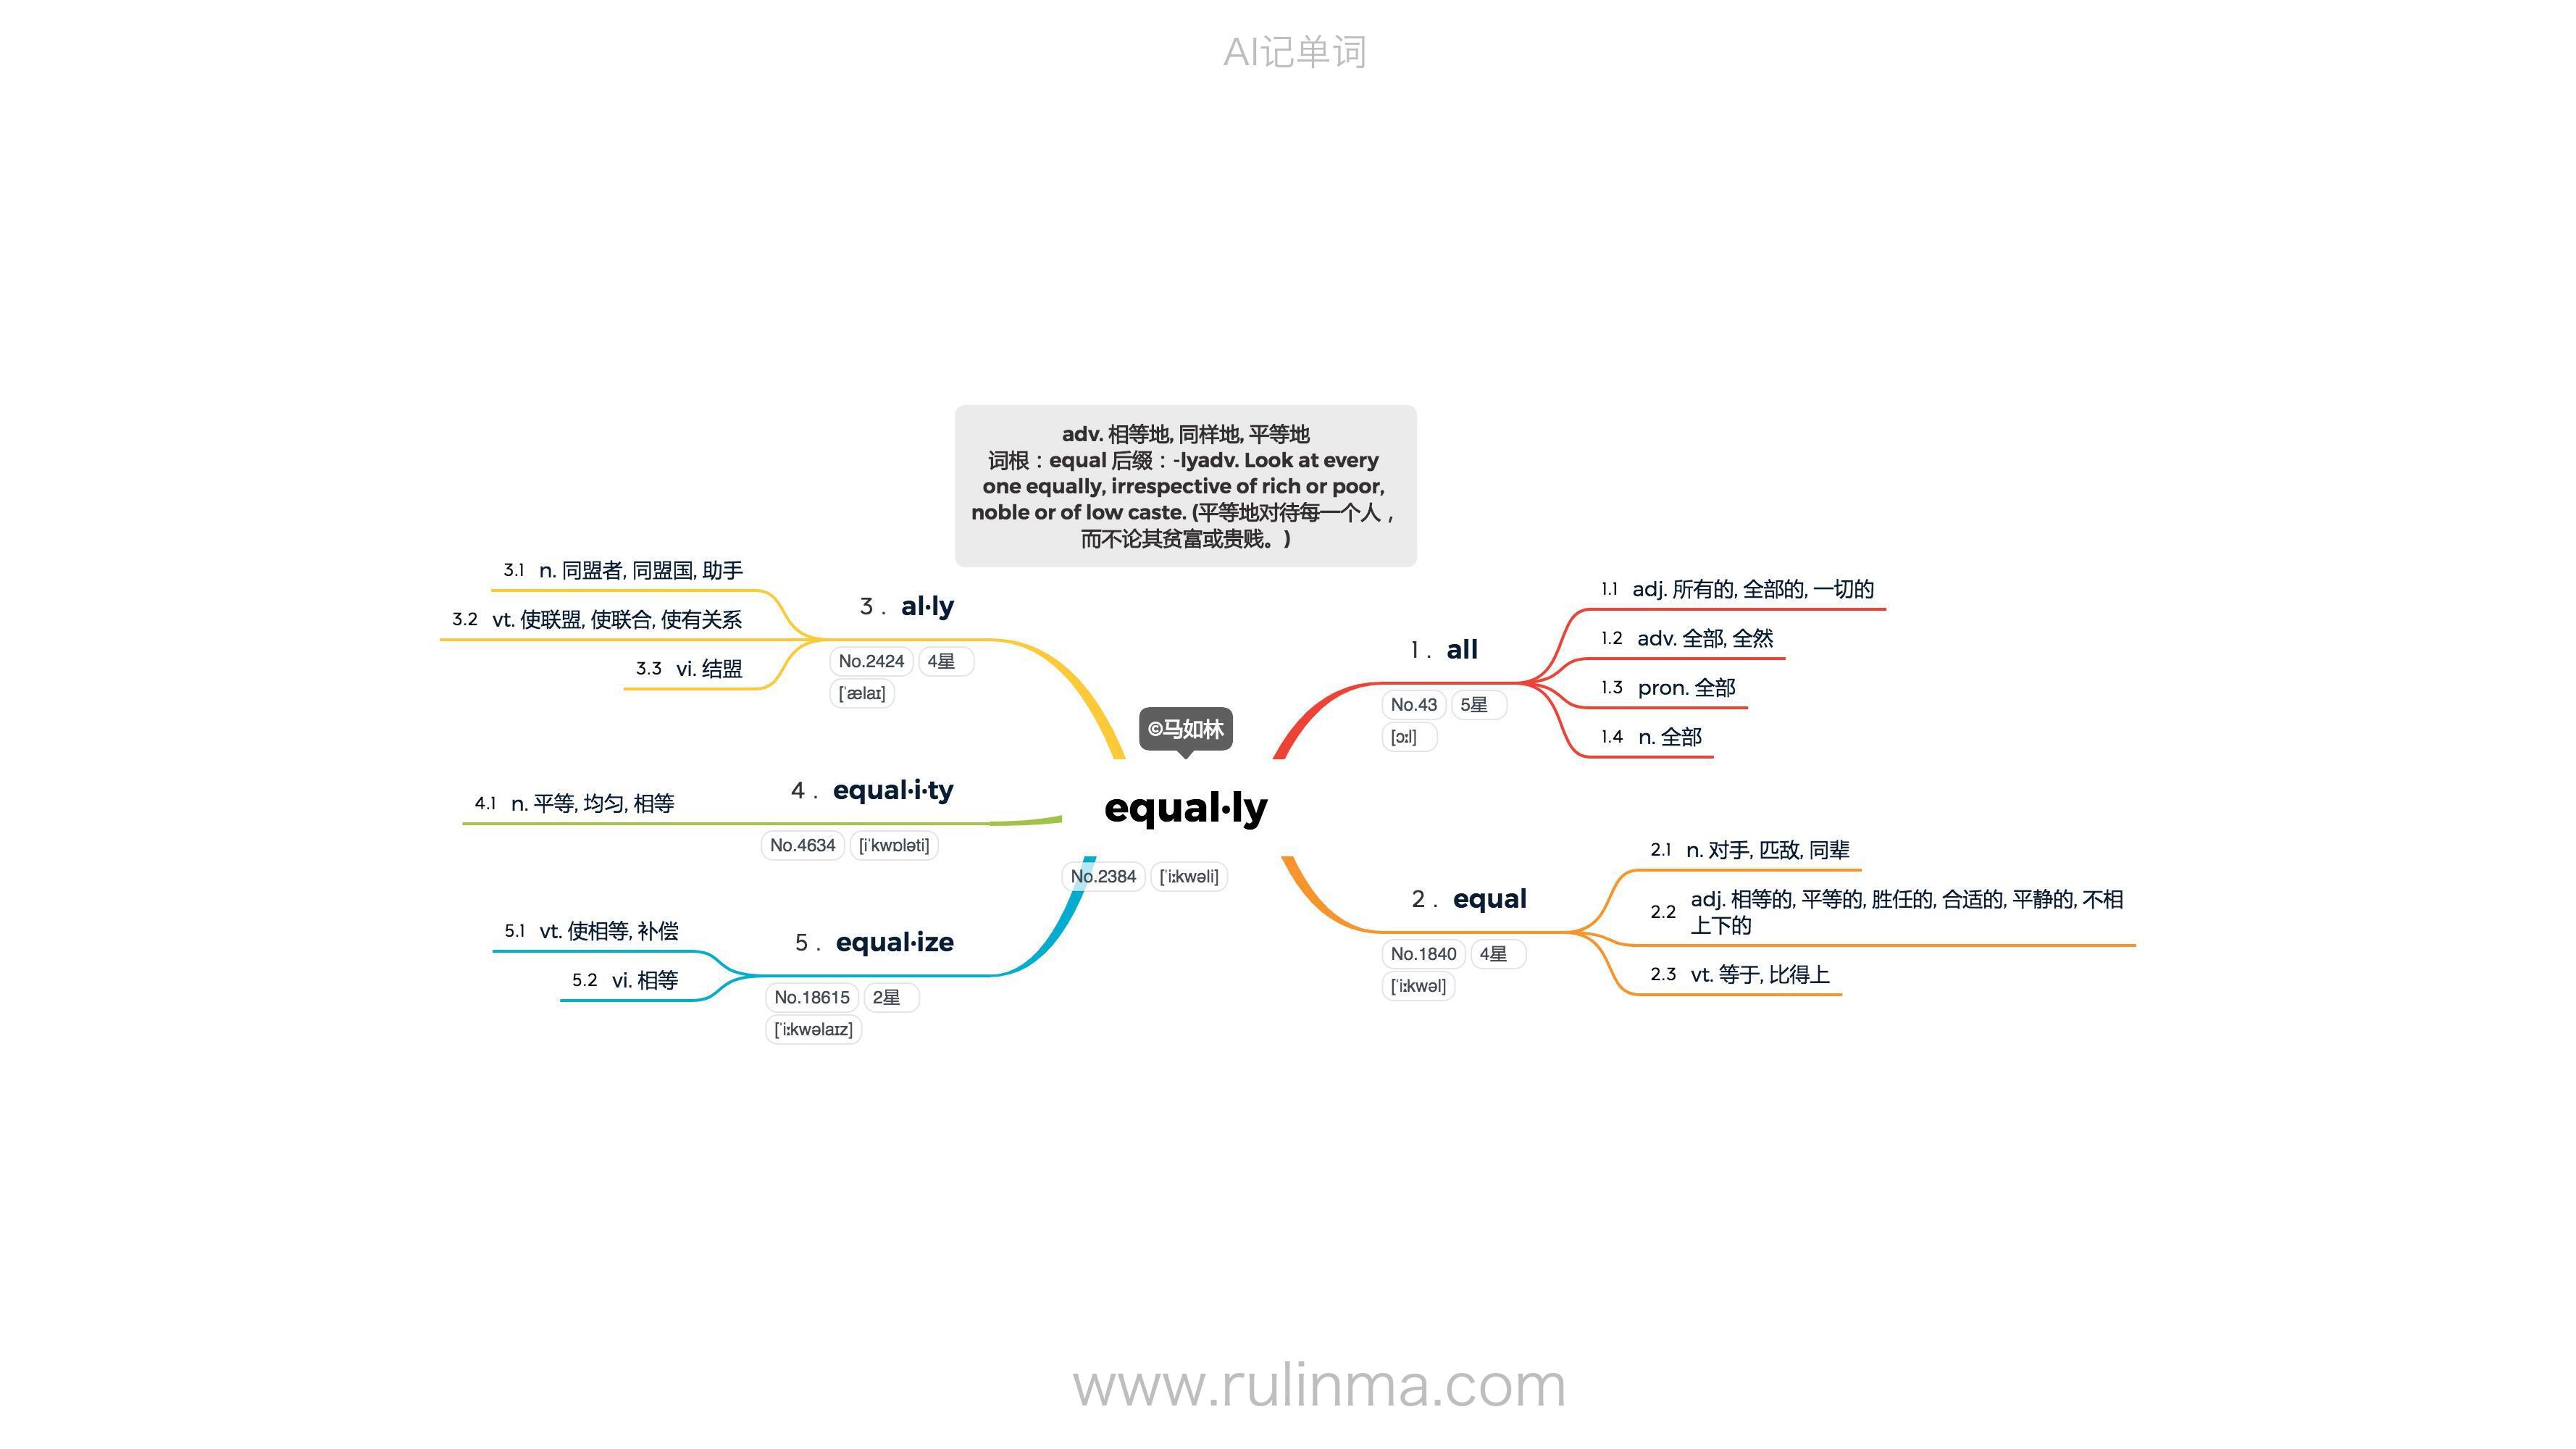 AI记单词
adv. 相等地, 同样地, 平等地
词根：equal 后缀：-lyadv. Look at every
one equally, irrespective of rich or poor,
noble or of low caste. (平等地对待每一个人，
而不论其贫富或贵贱。)
©马如林
equal·ly
No.2384 [ˈiːkwəli]
1. all
No.43 5星
[ɔːl]
1.1 adj. 所有的, 全部的, 一切的
1.2 adv. 全部, 全然
1.3 pron. 全部
1.4 n. 全部
2. equal
No.1840 4星
[ˈiːkwəl]
2.1 n. 对手, 匹敌, 同辈
2.2 adj. 相等的, 平等的, 胜任的, 合适的, 平静的, 不相
上下的
2.3 vt. 等于, 比得上
3. al·ly
No.2424 4星
[ˈælaɪ]
3.1 n. 同盟者, 同盟国, 助手
3.2 vt. 使联盟, 使联合, 使有关系
3.3 vi. 结盟
4. equal·i·ty
No.4634 [iˈkwɒləti]
4.1 n. 平等, 均匀, 相等
5. equal·ize
No.18615 2星
[ˈiːkwəlaɪz]
5.1 vt. 使相等, 补偿
5.2 vi. 相等
www.rulinma.com